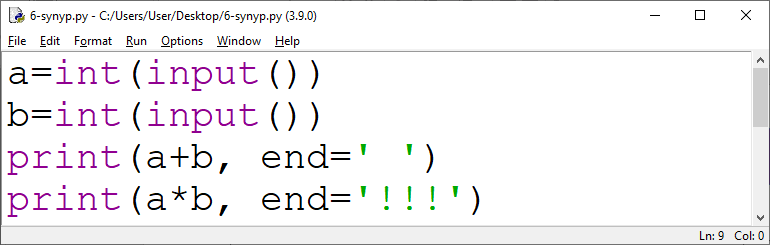 6-synyp.py - C:/Users/User/Desktop/6-synyp.py (3.9.0)
File Edit Format Run Options Window Help
a=int(input())
b=int(input())
print(a+b, end=' ')
print(a*b, end='!!!')
Ln: 9 Col: 0